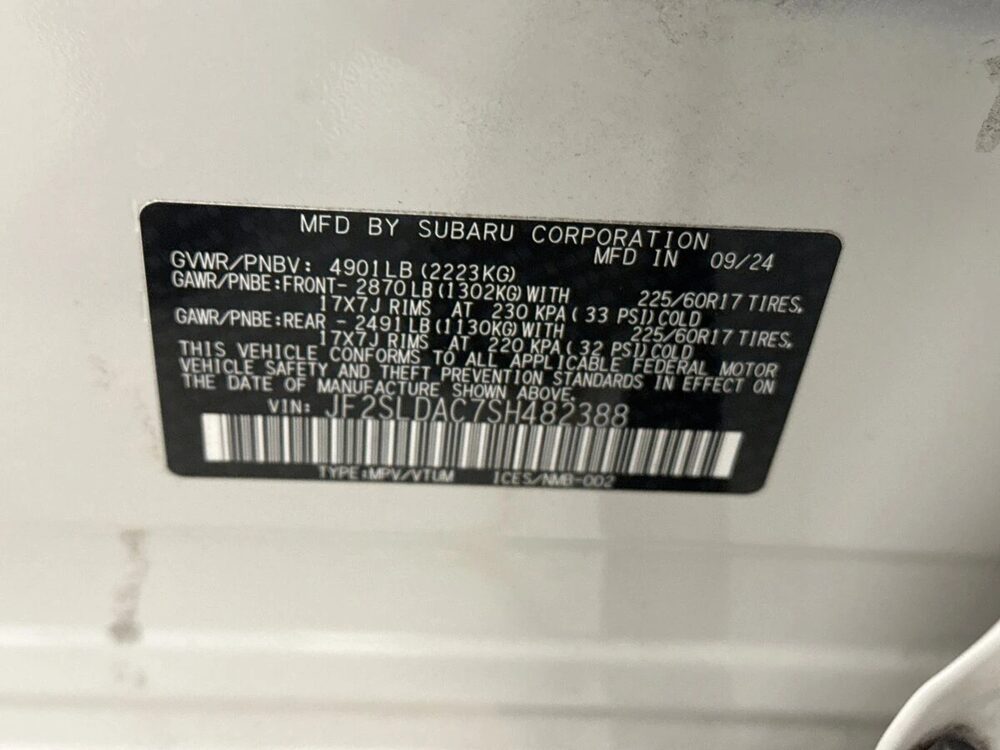 MFD BY SUBARU CORPORATION
MFD IN 09/24
GVWR/PNBV: 4901LB(2223KG)
GAWR/PNBE:FRONT- 2870LB(1302KG)WITH 225/60R17 TIRES,
17X7J RIMS AT 230 KPA( 33 PSI)COLD
GAWR/PNBE:REAR - 2491LB(1130KG)WITH 225/60R17 TIRES,
17X7J RIMS AT 220 KPA( 32 PSI)COLD
THIS VEHICLE CONFORMS TO ALL APPLICABLE FEDERAL MOTOR
VEHICLE SAFETY AND THEFT PREVENTION STANDARDS IN EFFECT ON
THE DATE OF MANUFACTURE SHOWN ABOVE.
VIN: JF2SLDAC7SH482388
TYPE:MPV/VTUM ICES/NMB-002